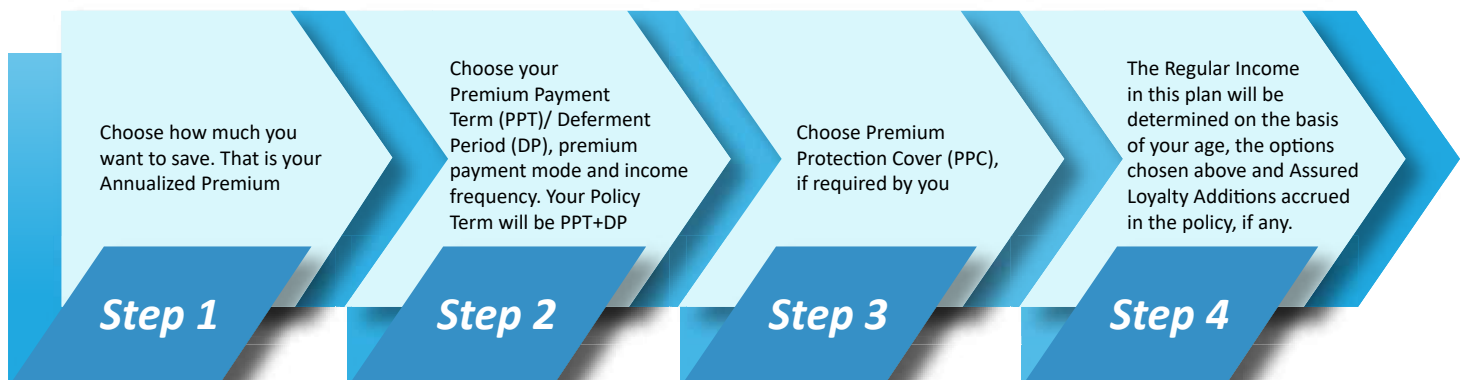 Choose how much you
want to save. That is your
Annualized Premium
Step 1
Choose your
Premium Payment
Term (PPT)/ Deferment
Period (DP), premium
payment mode and income
frequency. Your Policy
Term will be PPT+DP
Step 2
Choose Premium
Protection Cover (PPC),
if required by you
Step 3
The Regular Income
in this plan will be
determined on the basis
of your age, the options
chosen above and Assured
Loyalty Additions accrued
in the policy, if any.
Step 4